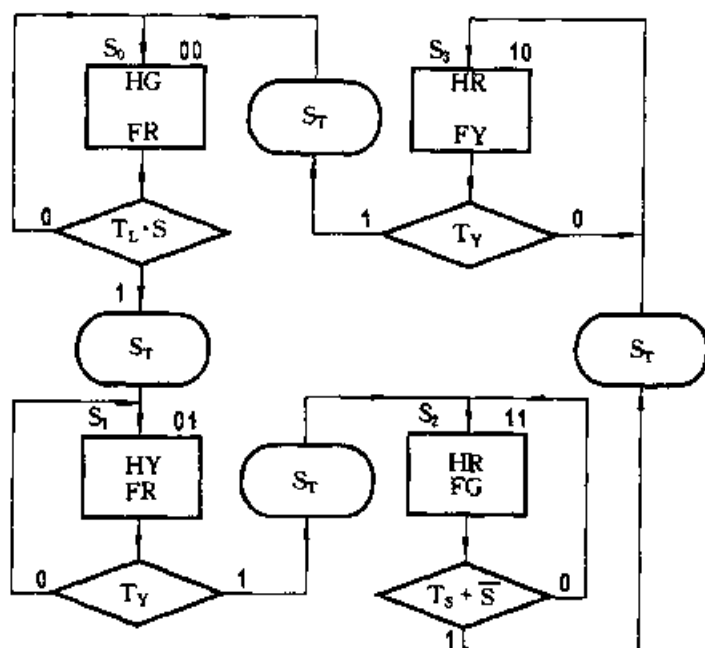 S₀ 00
HG
FR
T_L · S
0
1
S_T
S_T
S₃ 10
HR
FY
T_Y
1
0
S_T
S₁ 01
HY
FR
T_Y
0
1
S_T
S₂ 11
HR
FG
T_S + S̅
0
1